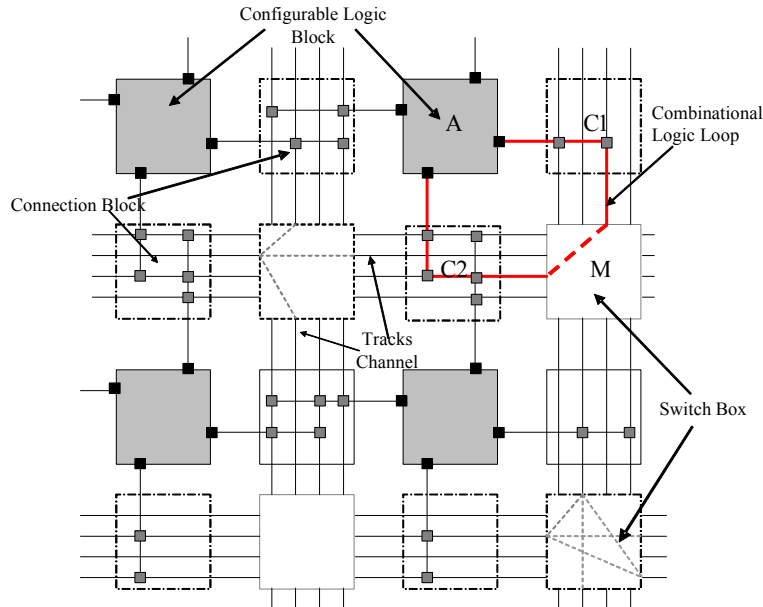 Configurable Logic
Block
A
C1
Combinational
Logic Loop
Connection Block
C2
M
Tracks
Channel
Switch Box